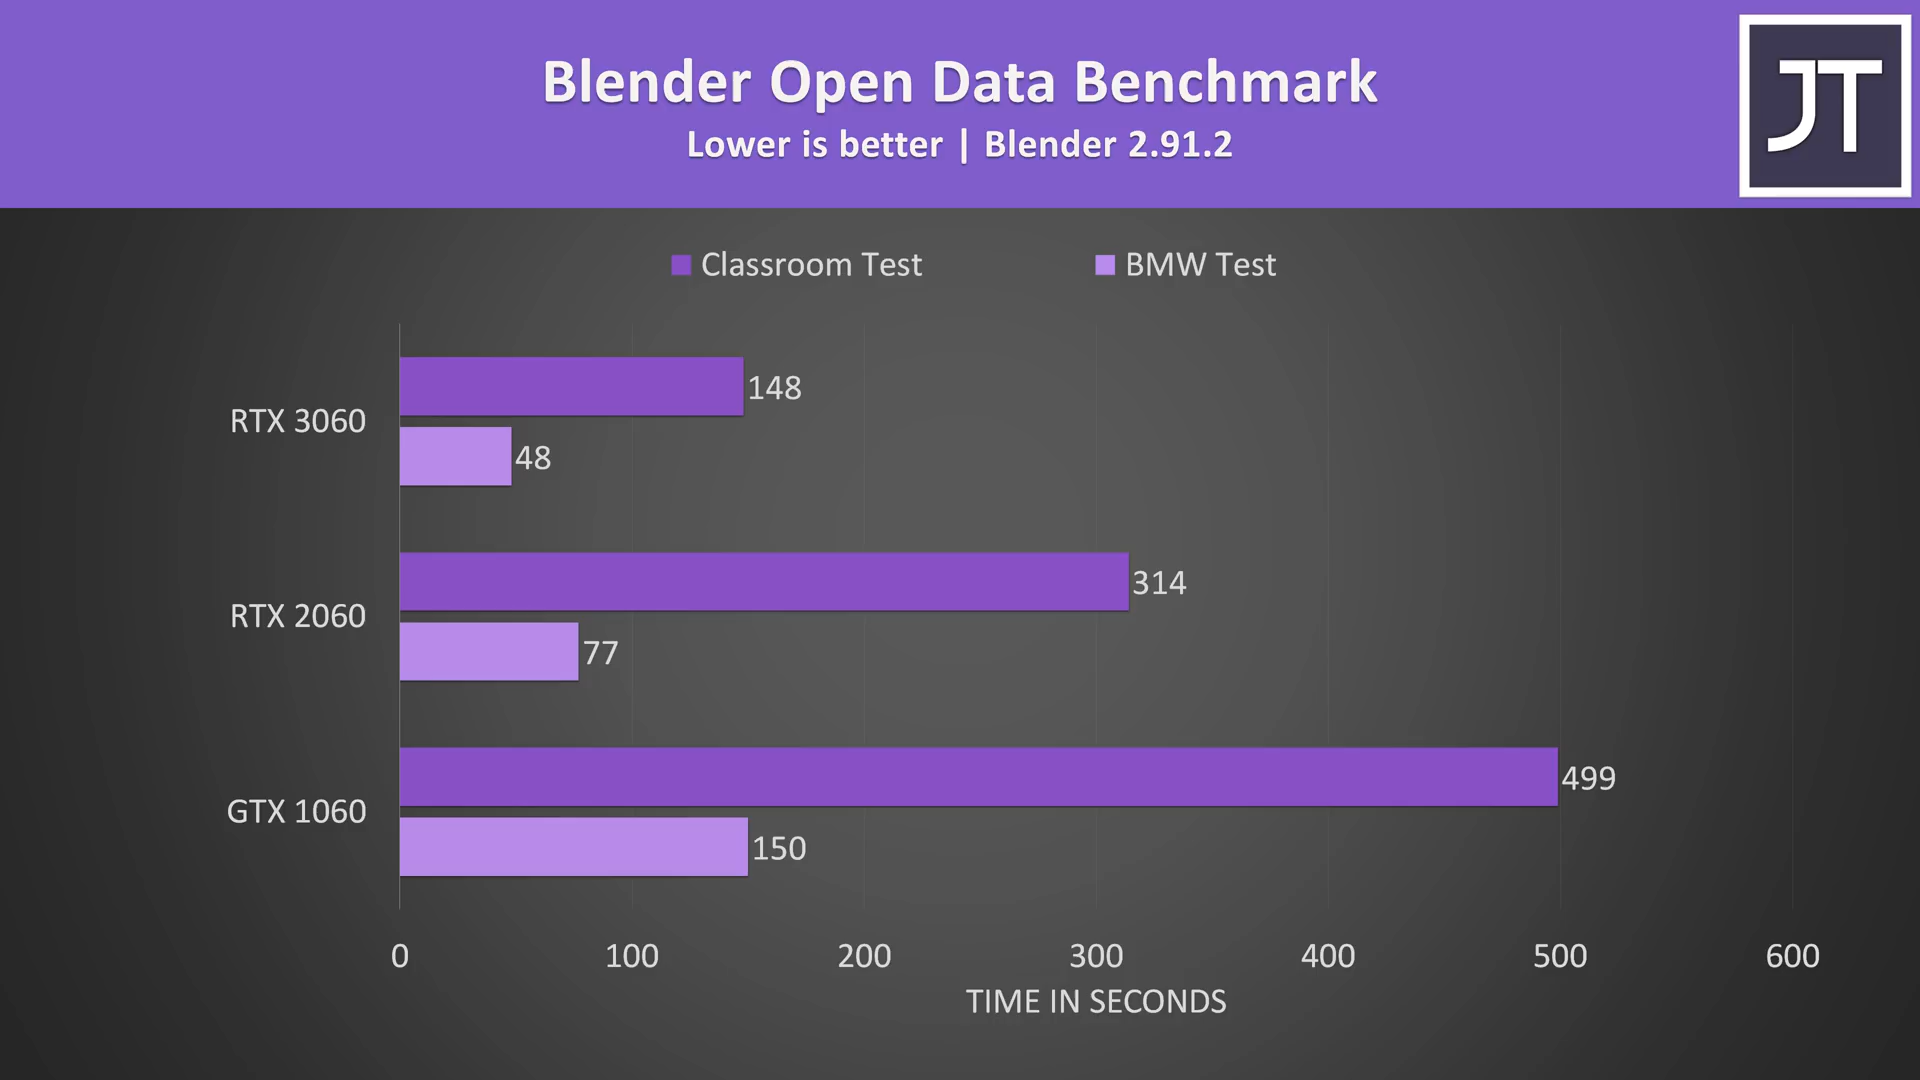 Blender Open Data Benchmark
Lower is better | Blender 2.91.2
JT
Classroom Test
BMW Test
RTX 3060
148
48
RTX 2060
314
77
GTX 1060
499
150
0 100 200 300 400 500 600
TIME IN SECONDS